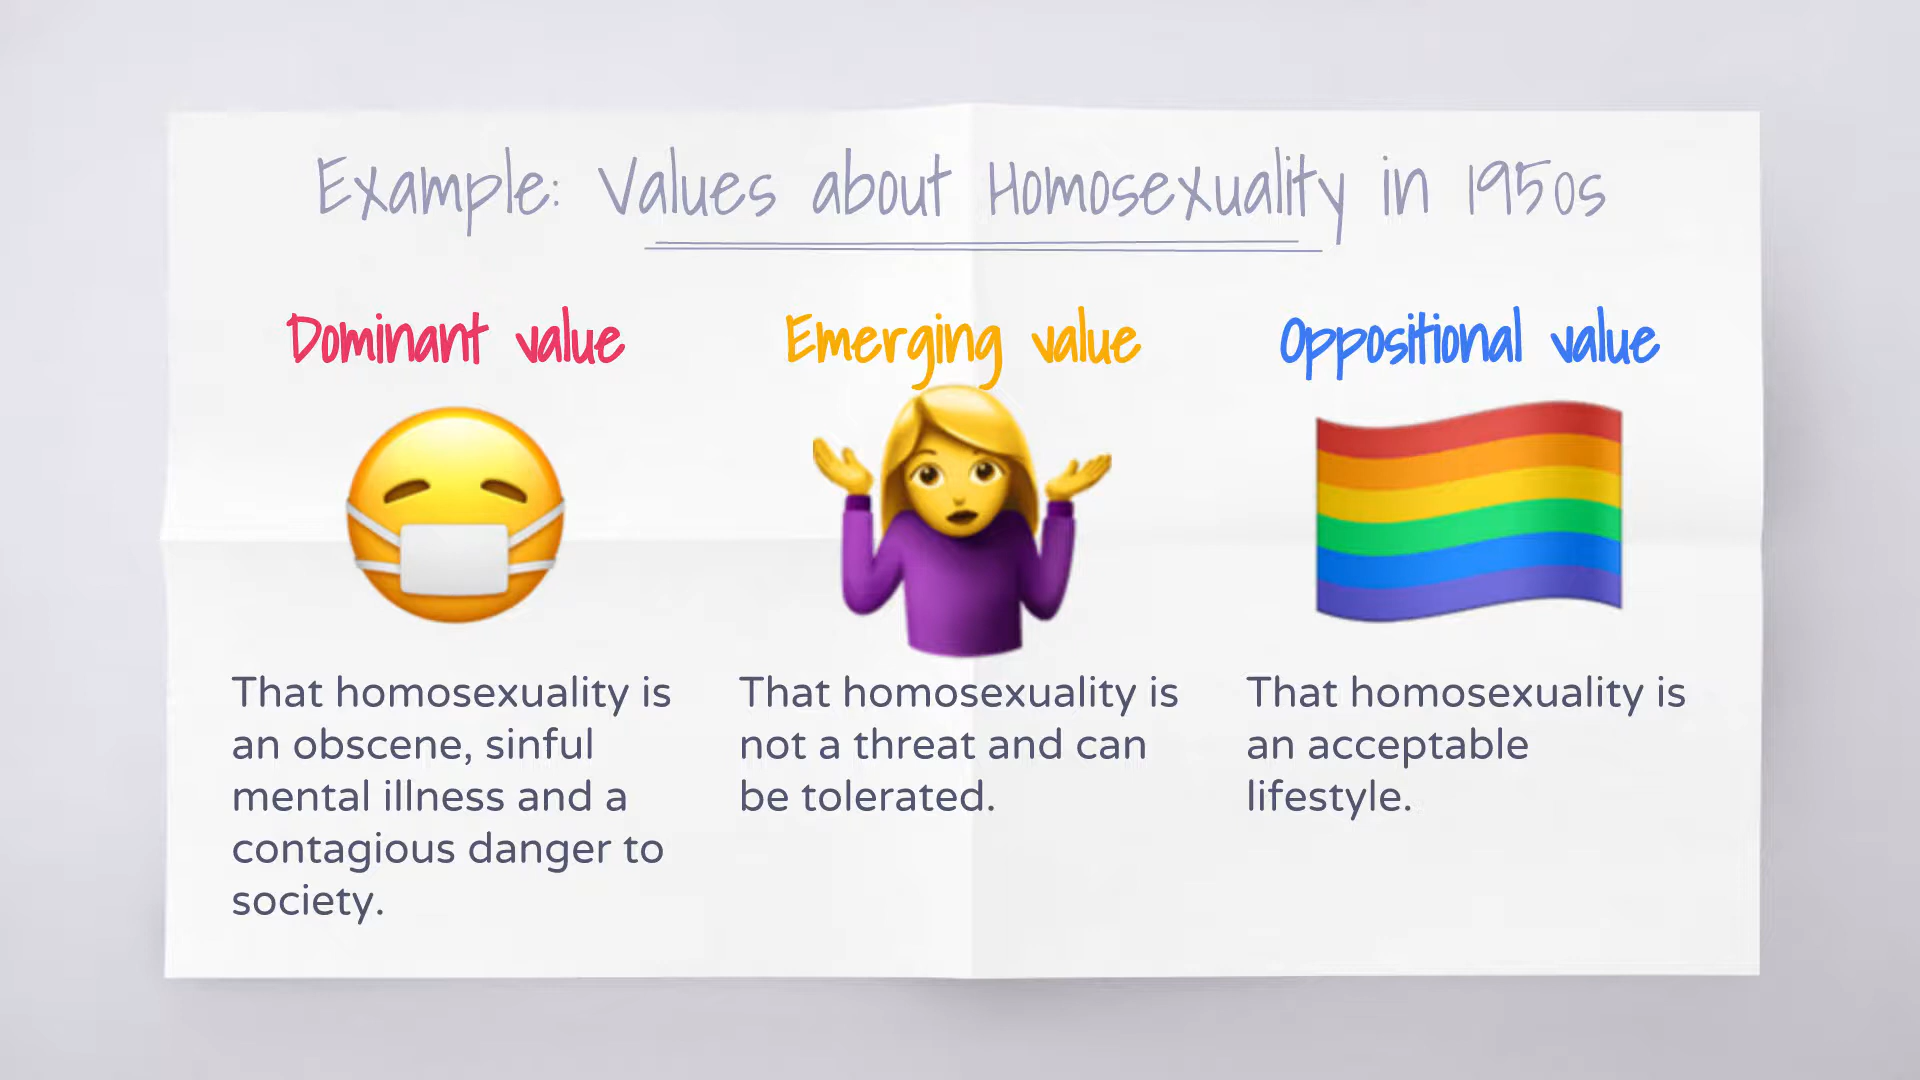 Example: Values about Homosexuality in 1950s
Dominant value
Emerging value
Oppositional value
That homosexuality is
an obscene, sinful
mental illness and a
contagious danger to
society.
That homosexuality is
not a threat and can
be tolerated.
That homosexuality is
an acceptable
lifestyle.